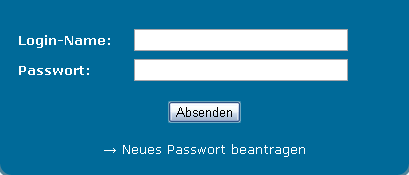 Login-Name:
Passwort:
Absenden
→ Neues Passwort beantragen